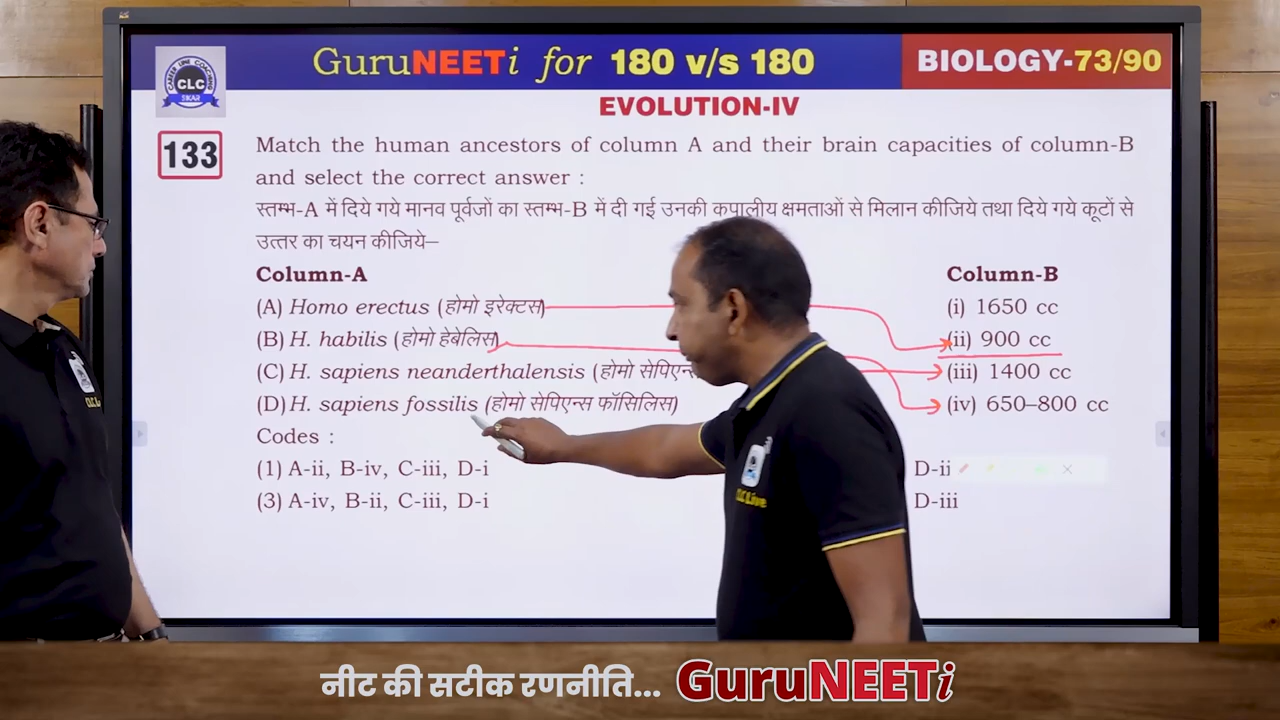 GuruNEETi for 180 v/s 180
BIOLOGY-73/90
CLC
SIKAR
EVOLUTION-IV
133
Match the human ancestors of column A and their brain capacities of column-B
and select the correct answer :
स्तम्भ-A में दिये गये मानव पूर्वजों का स्तम्भ-B में दी गई उनकी कपालीय क्षमताओं से मिलान कीजिये तथा दिये गये कूटों से
उत्तर का चयन कीजिये–
Column-A Column-B
(A) Homo erectus (होमो इरेक्टस) (i) 1650 cc
(B) H. habilis (होमो हेबेलिस) (ii) 900 cc
(C) H. sapiens neanderthalensis (होमो सेपिएन्स (iii) 1400 cc
(D) H. sapiens fossilis (होमो सेपिएन्स फॉसिलिस) (iv) 650–800 cc
Codes :
(1) A-ii, B-iv, C-iii, D-i D-ii
(3) A-iv, B-ii, C-iii, D-i D-iii
CLC Live
नीट की सटीक रणनीति... GuruNEETi